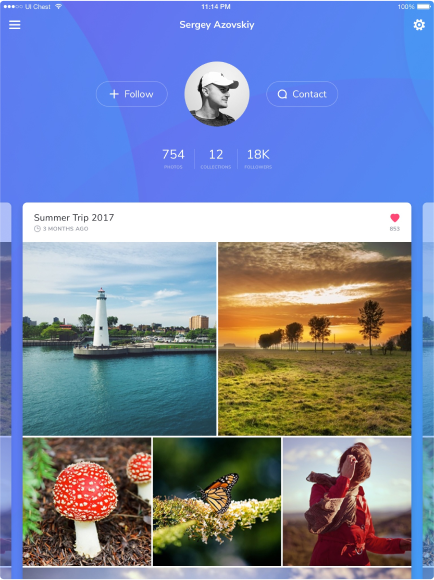 UI Chest 11:14 PM 100%
Sergey Azovskiy
Follow
Contact
754 12 18K
PHOTOS COLLECTIONS FOLLOWERS
Summer Trip 2017
3 MONTHS AGO 853